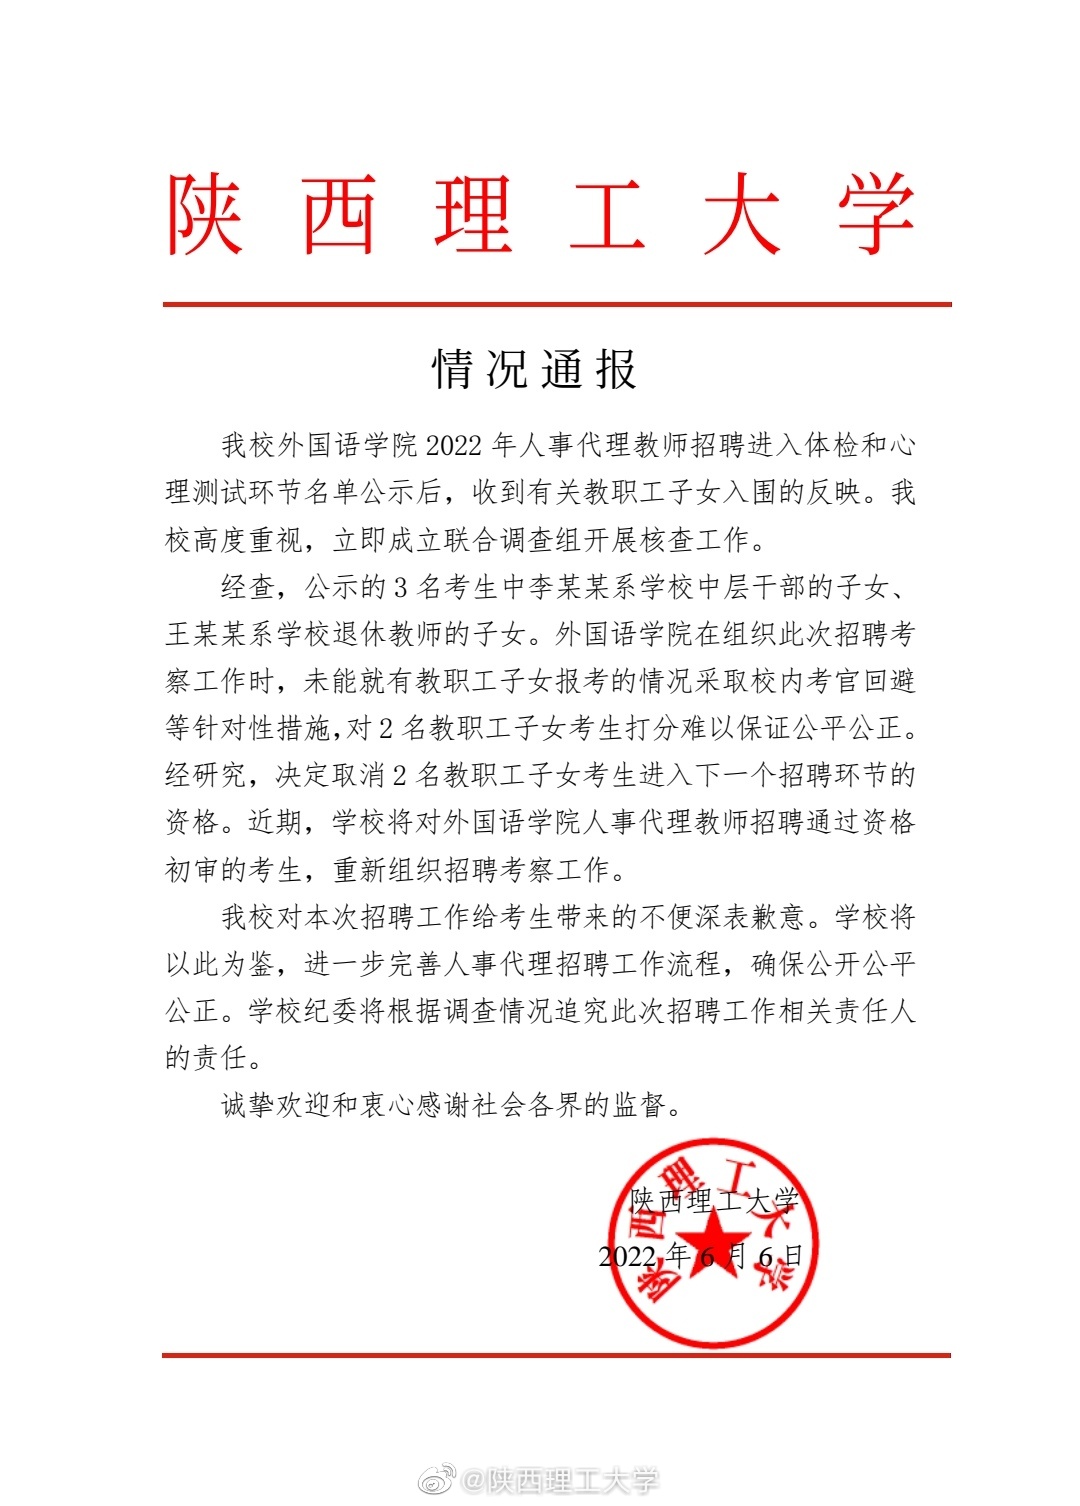 陕西理工大学
情况通报
我校外国语学院 2022 年人事代理教师招聘进入体检和心
理测试环节名单公示后，收到有关教职工子女入围的反映。我
校高度重视，立即成立联合调查组开展核查工作。
经查，公示的 3 名考生中李某某系学校中层干部的子女、
王某某系学校退休教师的子女。外国语学院在组织此次招聘考
察工作时，未能就有教职工子女报考的情况采取校内考官回避
等针对性措施，对 2 名教职工子女考生打分难以保证公平公正。
经研究，决定取消 2 名教职工子女考生进入下一个招聘环节的
资格。近期，学校将对外国语学院人事代理教师招聘通过资格
初审的考生，重新组织招聘考察工作。
我校对本次招聘工作给考生带来的不便深表歉意。学校将
以此为鉴，进一步完善人事代理招聘工作流程，确保公开公平
公正。学校纪委将根据调查情况追究此次招聘工作相关责任人
的责任。
诚挚欢迎和衷心感谢社会各界的监督。
陕西理工大学
陕西理工大学
2022 年 6 月 6 日
@陕西理工大学